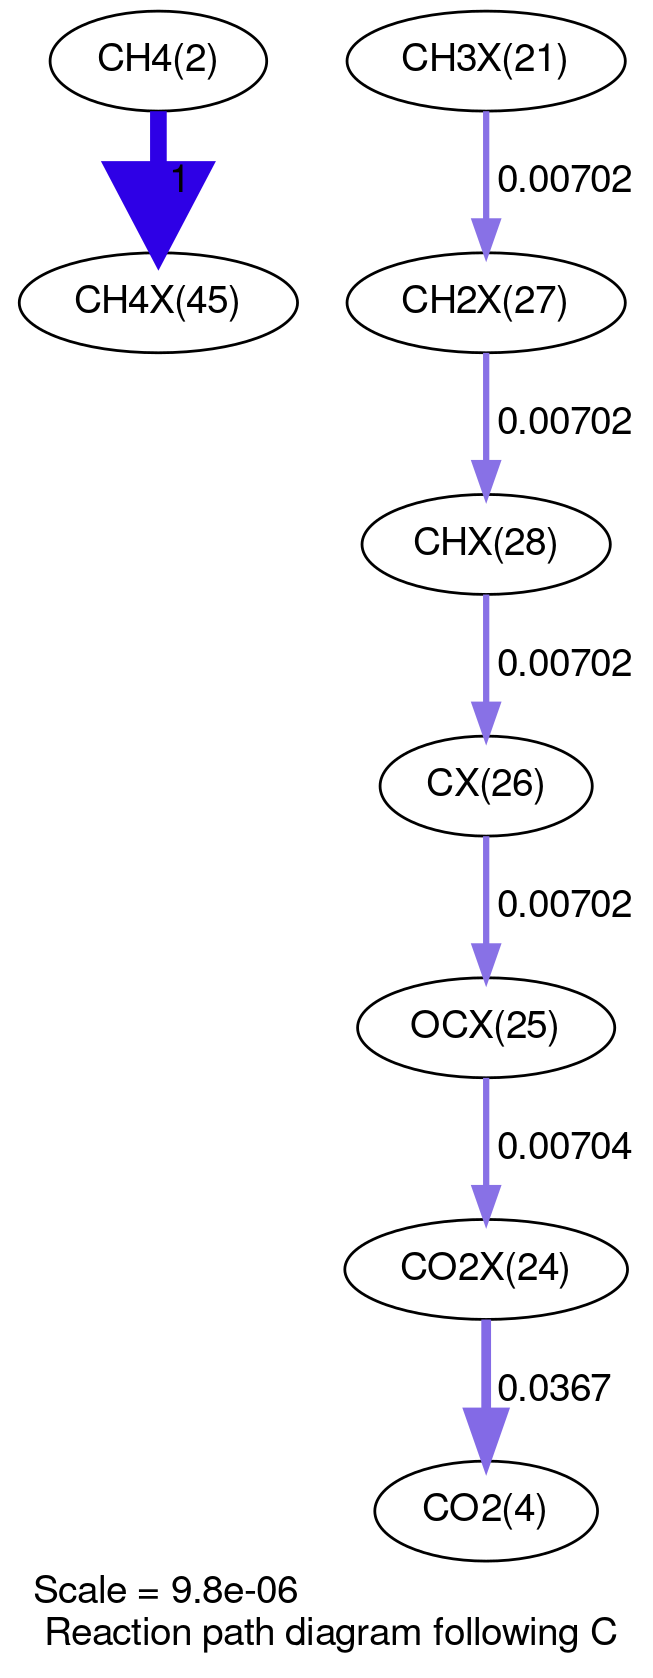 CH4(2)
CH3X(21)
1
0.00702
CH4X(45)
CH2X(27)
0.00702
CHX(28)
0.00702
CX(26)
0.00702
OCX(25)
0.00704
CO2X(24)
0.0367
CO2(4)
Scale = 9.8e-06
Reaction path diagram following C